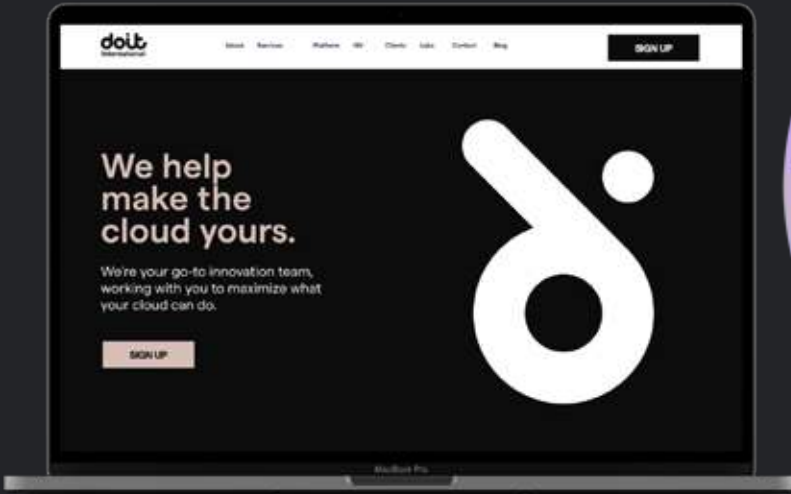 doit
International
About Services Platform Clients Labs Contact Blog
SIGN UP
We help
make the
cloud yours.
We're your go-to innovation team,
working with you to maximize what
your cloud can do.
SIGN UP
MacBook Pro